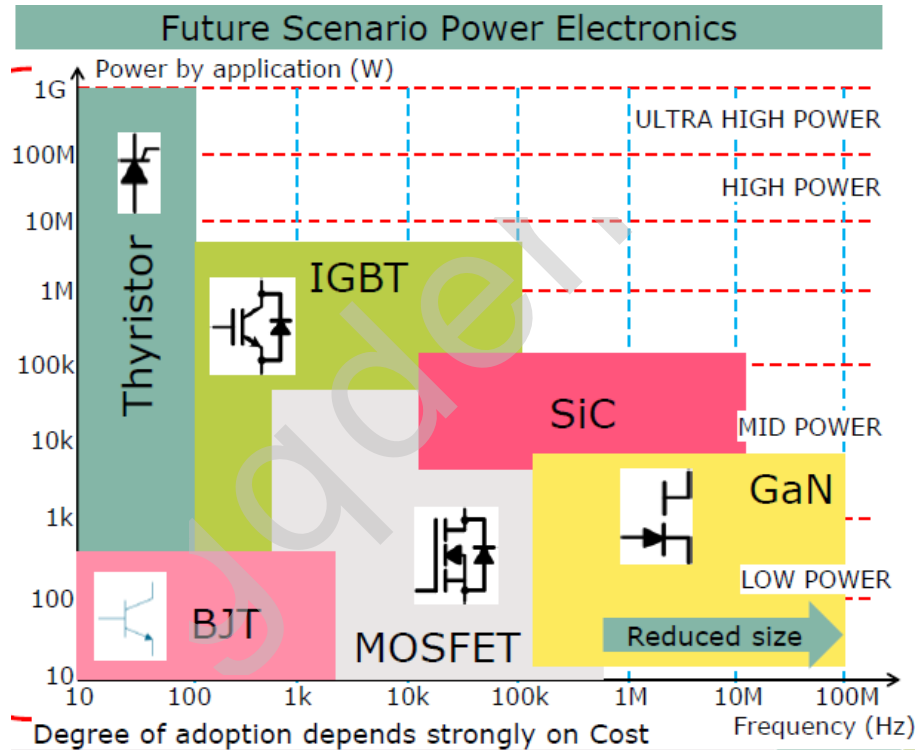 Future Scenario Power Electronics
Power by application (W)
1G
ULTRA HIGH POWER
100M
HIGH POWER
10M
Thyristor
IGBT
1M
100k
SiC
MID POWER
10k
GaN
1k
LOW POWER
100
BJT
MOSFET
Reduced size
10
10 100 1k 10k 100k 1M 10M 100M
Frequency (Hz)
Degree of adoption depends strongly on Cost